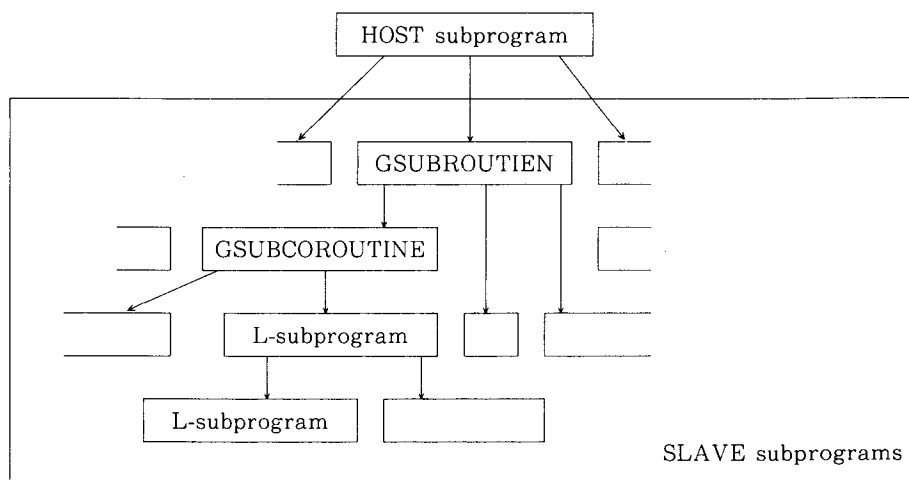 HOST subprogram
GSUBROUTIEN
GSUBCOROUTINE
L-subprogram
L-subprogram
SLAVE subprograms